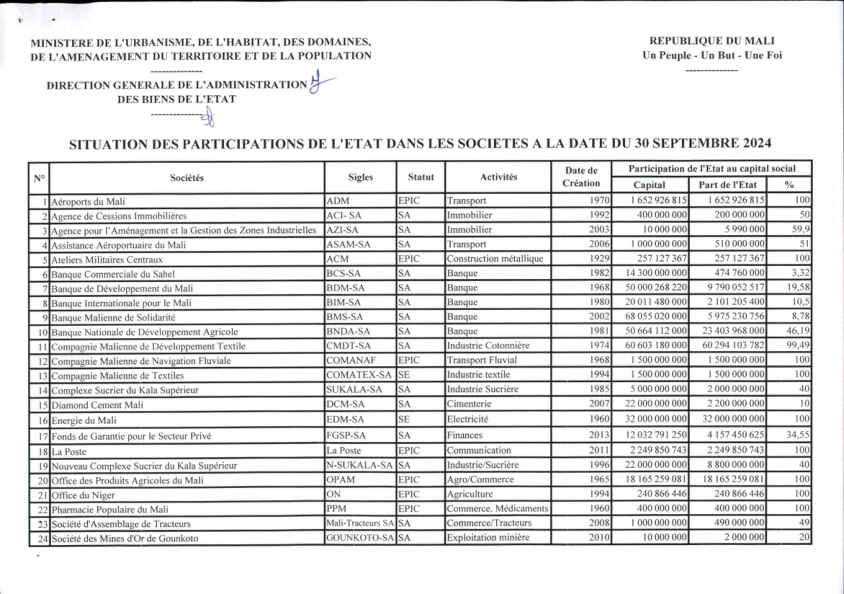 MINISTERE DE L'URBANISME, DE L'HABITAT, DES DOMAINES,
DE L'AMENAGEMENT DU TERRITOIRE ET DE LA POPULATION
--------------
DIRECTION GENERALE DE L'ADMINISTRATION
DES BIENS DE L'ETAT
--------------
REPUBLIQUE DU MALI
Un Peuple - Un But - Une Foi
--------------
SITUATION DES PARTICIPATIONS DE L'ETAT DANS LES SOCIETES A LA DATE DU 30 SEPTEMBRE 2024
N° Sociétés Sigles Statut Activités Date de Création Participation de l'Etat au capital social
Capital Part de l'Etat %
1 Aéroports du Mali ADM EPIC Transport 1970 1 652 926 815 1 652 926 815 100
2 Agence de Cessions Immobilières ACI- SA SA Immobilier 1992 400 000 000 200 000 000 50
3 Agence pour l'Aménagement et la Gestion des Zones Industrielles AZI-SA SA Immobilier 2003 10 000 000 5 990 000 59,9
4 Assistance Aéroportuaire du Mali ASAM-SA SA Transport 2006 1 000 000 000 510 000 000 51
5 Ateliers Militaires Centraux ACM EPIC Construction métallique 1929 257 127 367 257 127 367 100
6 Banque Commerciale du Sahel BCS-SA SA Banque 1982 14 300 000 000 474 760 000 3,32
7 Banque de Développement du Mali BDM-SA SA Banque 1968 50 000 268 220 9 790 052 517 19,58
8 Banque Internationale pour le Mali BIM-SA SA Banque 1980 20 011 480 000 2 101 205 400 10,5
9 Banque Malienne de Solidarité BMS-SA SA Banque 2002 68 055 020 000 5 975 230 756 8,78
10 Banque Nationale de Développement Agricole BNDA-SA SA Banque 1981 50 664 112 000 23 403 968 000 46,19
11 Compagnie Malienne de Développement Textile CMDT-SA SA Industrie Cotonnière 1974 60 603 180 000 60 294 103 782 99,49
12 Compagnie Malienne de Navigation Fluviale COMANAF EPIC Transport Fluvial 1968 1 500 000 000 1 500 000 000 100
13 Compagnie Malienne de Textiles COMATEX-SA SE Industrie textile 1994 1 500 000 000 1 500 000 000 100
14 Complexe Sucrier du Kala Supérieur SUKALA-SA SA Industrie Sucrière 1985 5 000 000 000 2 000 000 000 40
15 Diamond Cement Mali DCM-SA SA Cimenterie 2007 22 000 000 000 2 200 000 000 10
16 Energie du Mali EDM-SA SE Electricité 1960 32 000 000 000 32 000 000 000 100
17 Fonds de Garantie pour le Secteur Privé FGSP-SA SA Finances 2013 12 032 791 250 4 157 450 625 34,55
18 La Poste La Poste EPIC Communication 2011 2 249 850 743 2 249 850 743 100
19 Nouveau Complexe Sucrier du Kala Supérieur N-SUKALA-SA SA Industrie/Sucrière 1996 22 000 000 000 8 800 000 000 40
20 Office des Produits Agricoles du Mali OPAM EPIC Agro/Commerce 1965 18 165 259 081 18 165 259 081 100
21 Office du Niger ON EPIC Agriculture 1994 240 866 446 240 866 446 100
22 Pharmacie Populaire du Mali PPM EPIC Commerce. Médicaments 1960 400 000 000 400 000 000 100
23 Société d'Assemblage de Tracteurs Mali-Tracteurs SA SA Commerce/Tracteurs 2008 1 000 000 000 490 000 000 49
24 Société des Mines d'Or de Gounkoto GOUNKOTO-SA SA Exploitation minière 2010 10 000 000 2 000 000 20